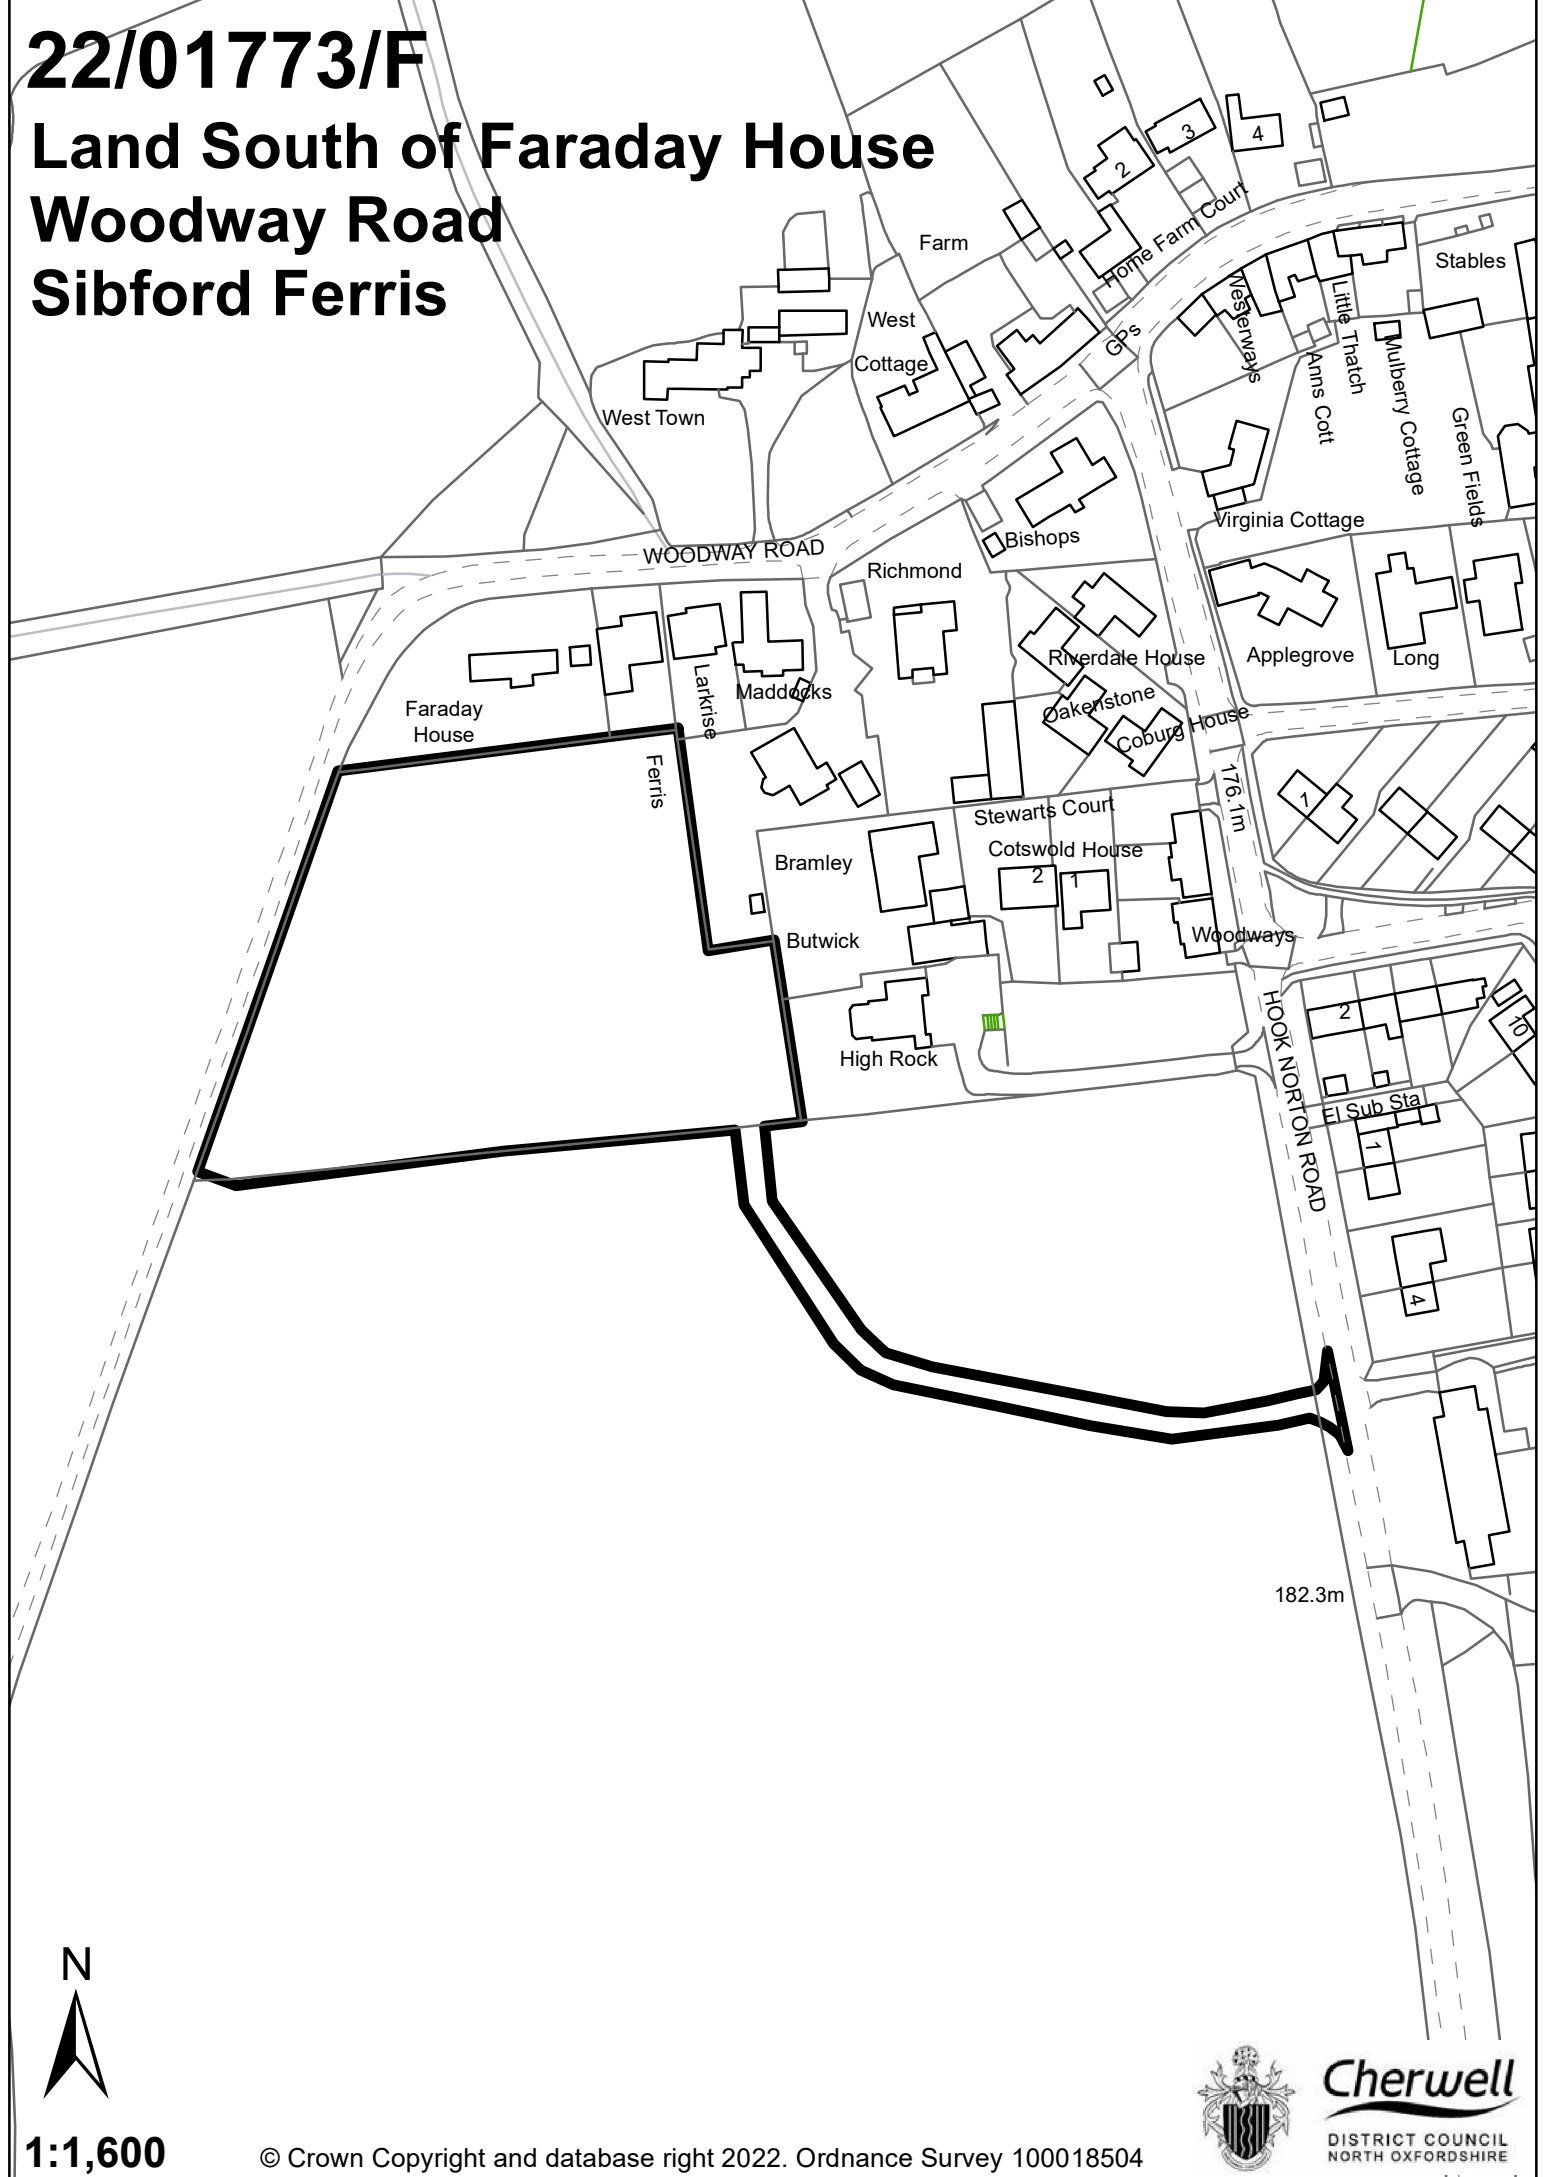 22/01773/F
Land South of Faraday House
Woodway Road
Sibford Ferris
3
4
2
Home Farm Court
Farm
Stables
West
Cottage
GPs
Westerways
Little Thatch
Anns Cott
Mulberry Cottage
Green Fields
West Town
Virginia Cottage
Bishops
WOODWAY ROAD
Richmond
Riverdale House
Applegrove
Long
Larkrise
Maddocks
Oakenstone
Coburg House
Faraday
House
Ferris
176.1m
1
Stewarts Court
Cotswold House
2
1
Bramley
Butwick
Woodways
HOOK NORTON ROAD
2
10
High Rock
El Sub Sta
1
4
182.3m
N
1:1,600
© Crown Copyright and database right 2022. Ordnance Survey 100018504
Cherwell
DISTRICT COUNCIL
NORTH OXFORDSHIRE